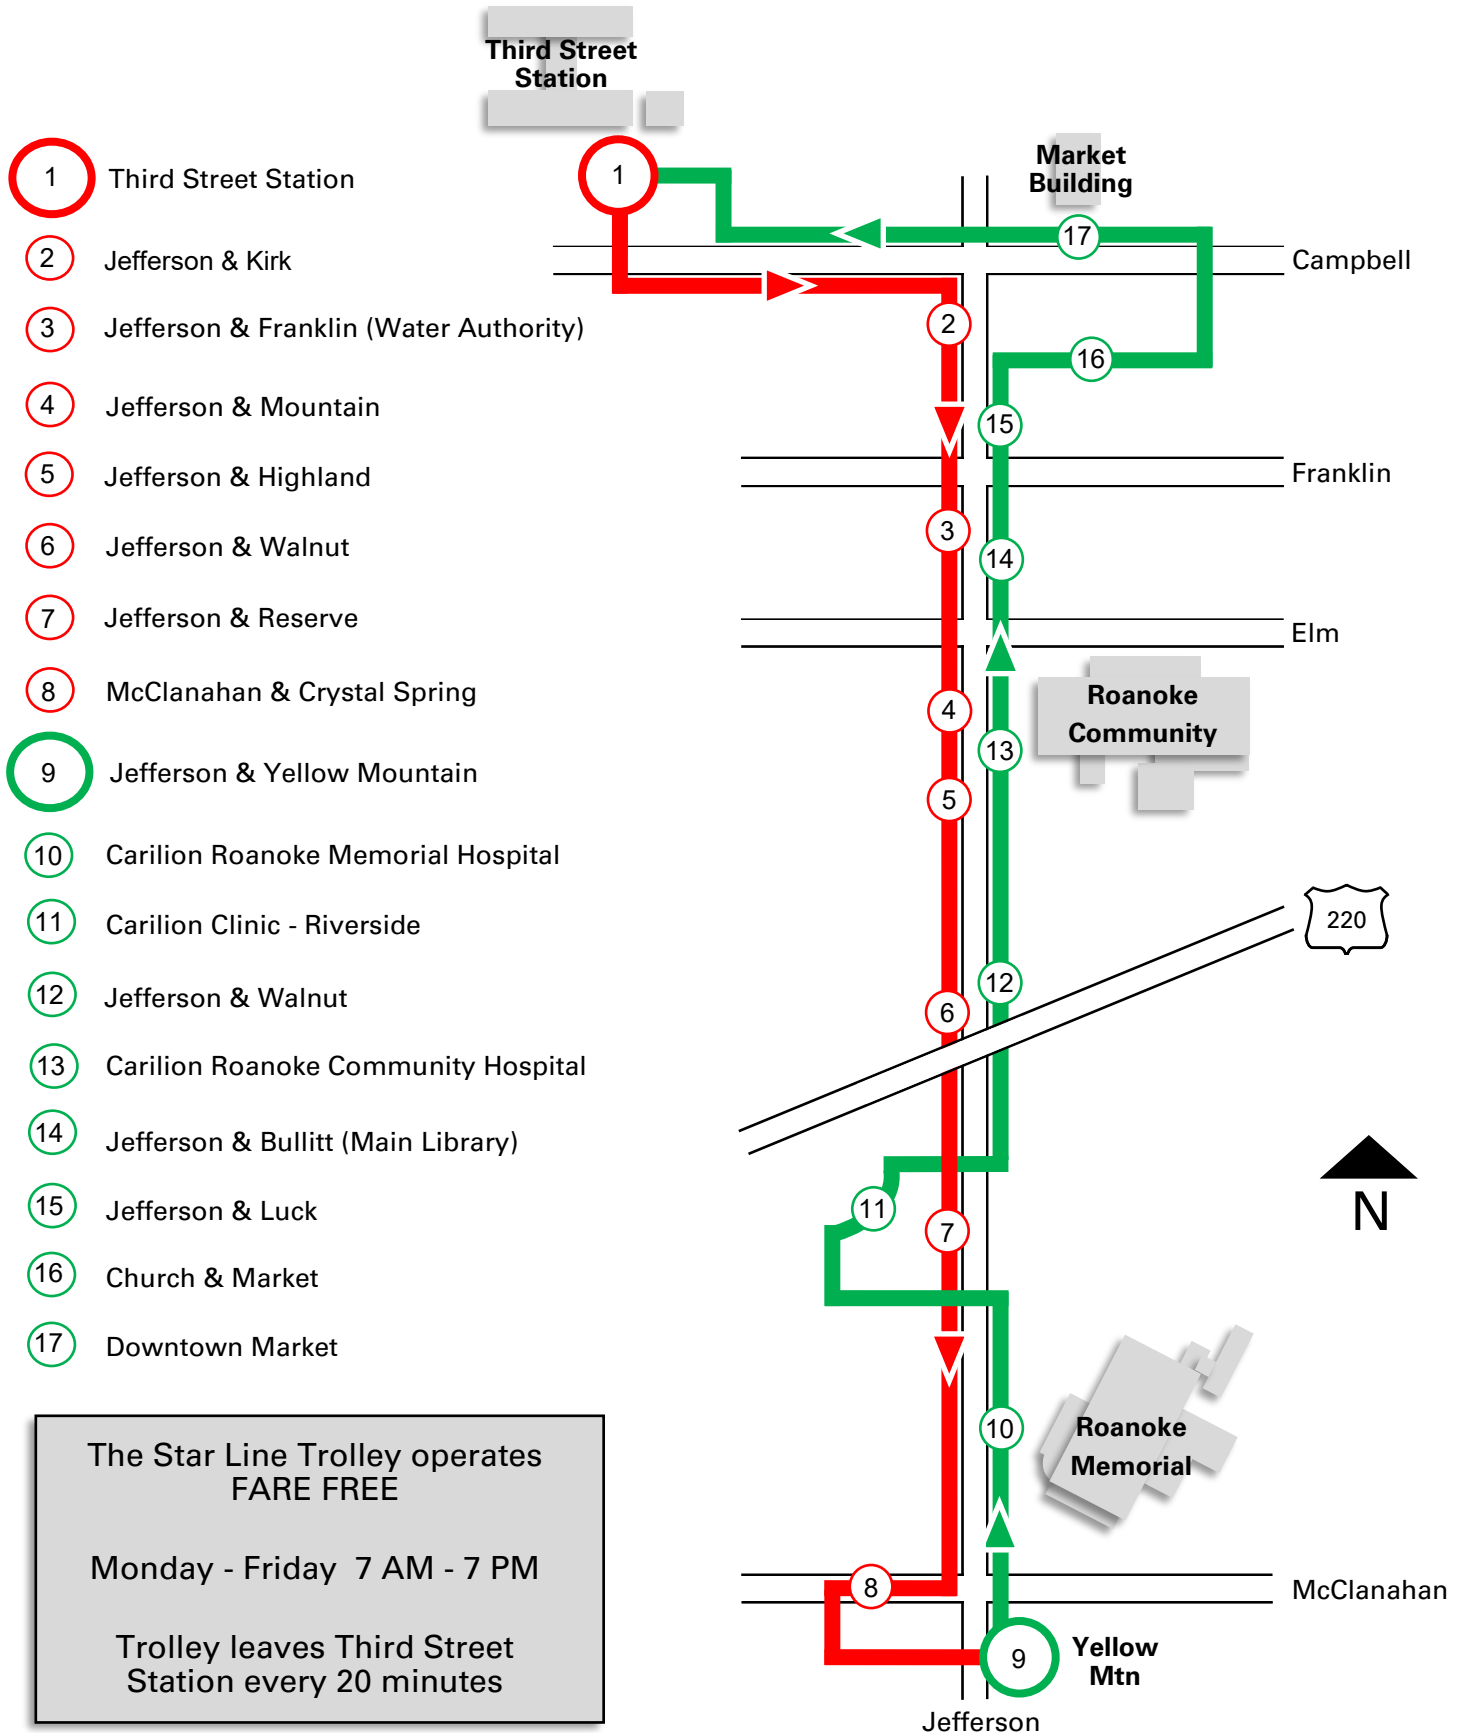 Third Street
Station
1 Third Street Station
2 Jefferson & Kirk
3 Jefferson & Franklin (Water Authority)
4 Jefferson & Mountain
5 Jefferson & Highland
6 Jefferson & Walnut
7 Jefferson & Reserve
8 McClanahan & Crystal Spring
9 Jefferson & Yellow Mountain
10 Carilion Roanoke Memorial Hospital
11 Carilion Clinic - Riverside
12 Jefferson & Walnut
13 Carilion Roanoke Community Hospital
14 Jefferson & Bullitt (Main Library)
15 Jefferson & Luck
16 Church & Market
17 Downtown Market
The Star Line Trolley operates
FARE FREE
Monday - Friday 7 AM - 7 PM
Trolley leaves Third Street
Station every 20 minutes
1
Market
Building
17
Campbell
2
16
15
Franklin
3
14
Elm
Roanoke
Community
4
13
5
220
12
6
11
7
N
10
Roanoke
Memorial
8
McClanahan
9
Yellow
Mtn
Jefferson